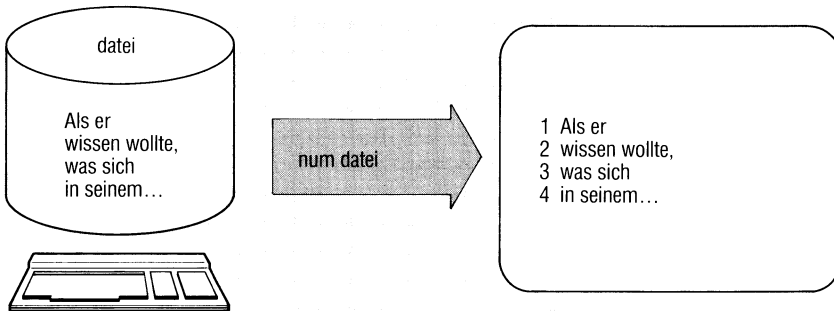 datei
Als er
wissen wollte,
was sich
in seinem...
num datei
1 Als er
2 wissen wollte,
3 was sich
4 in seinem...